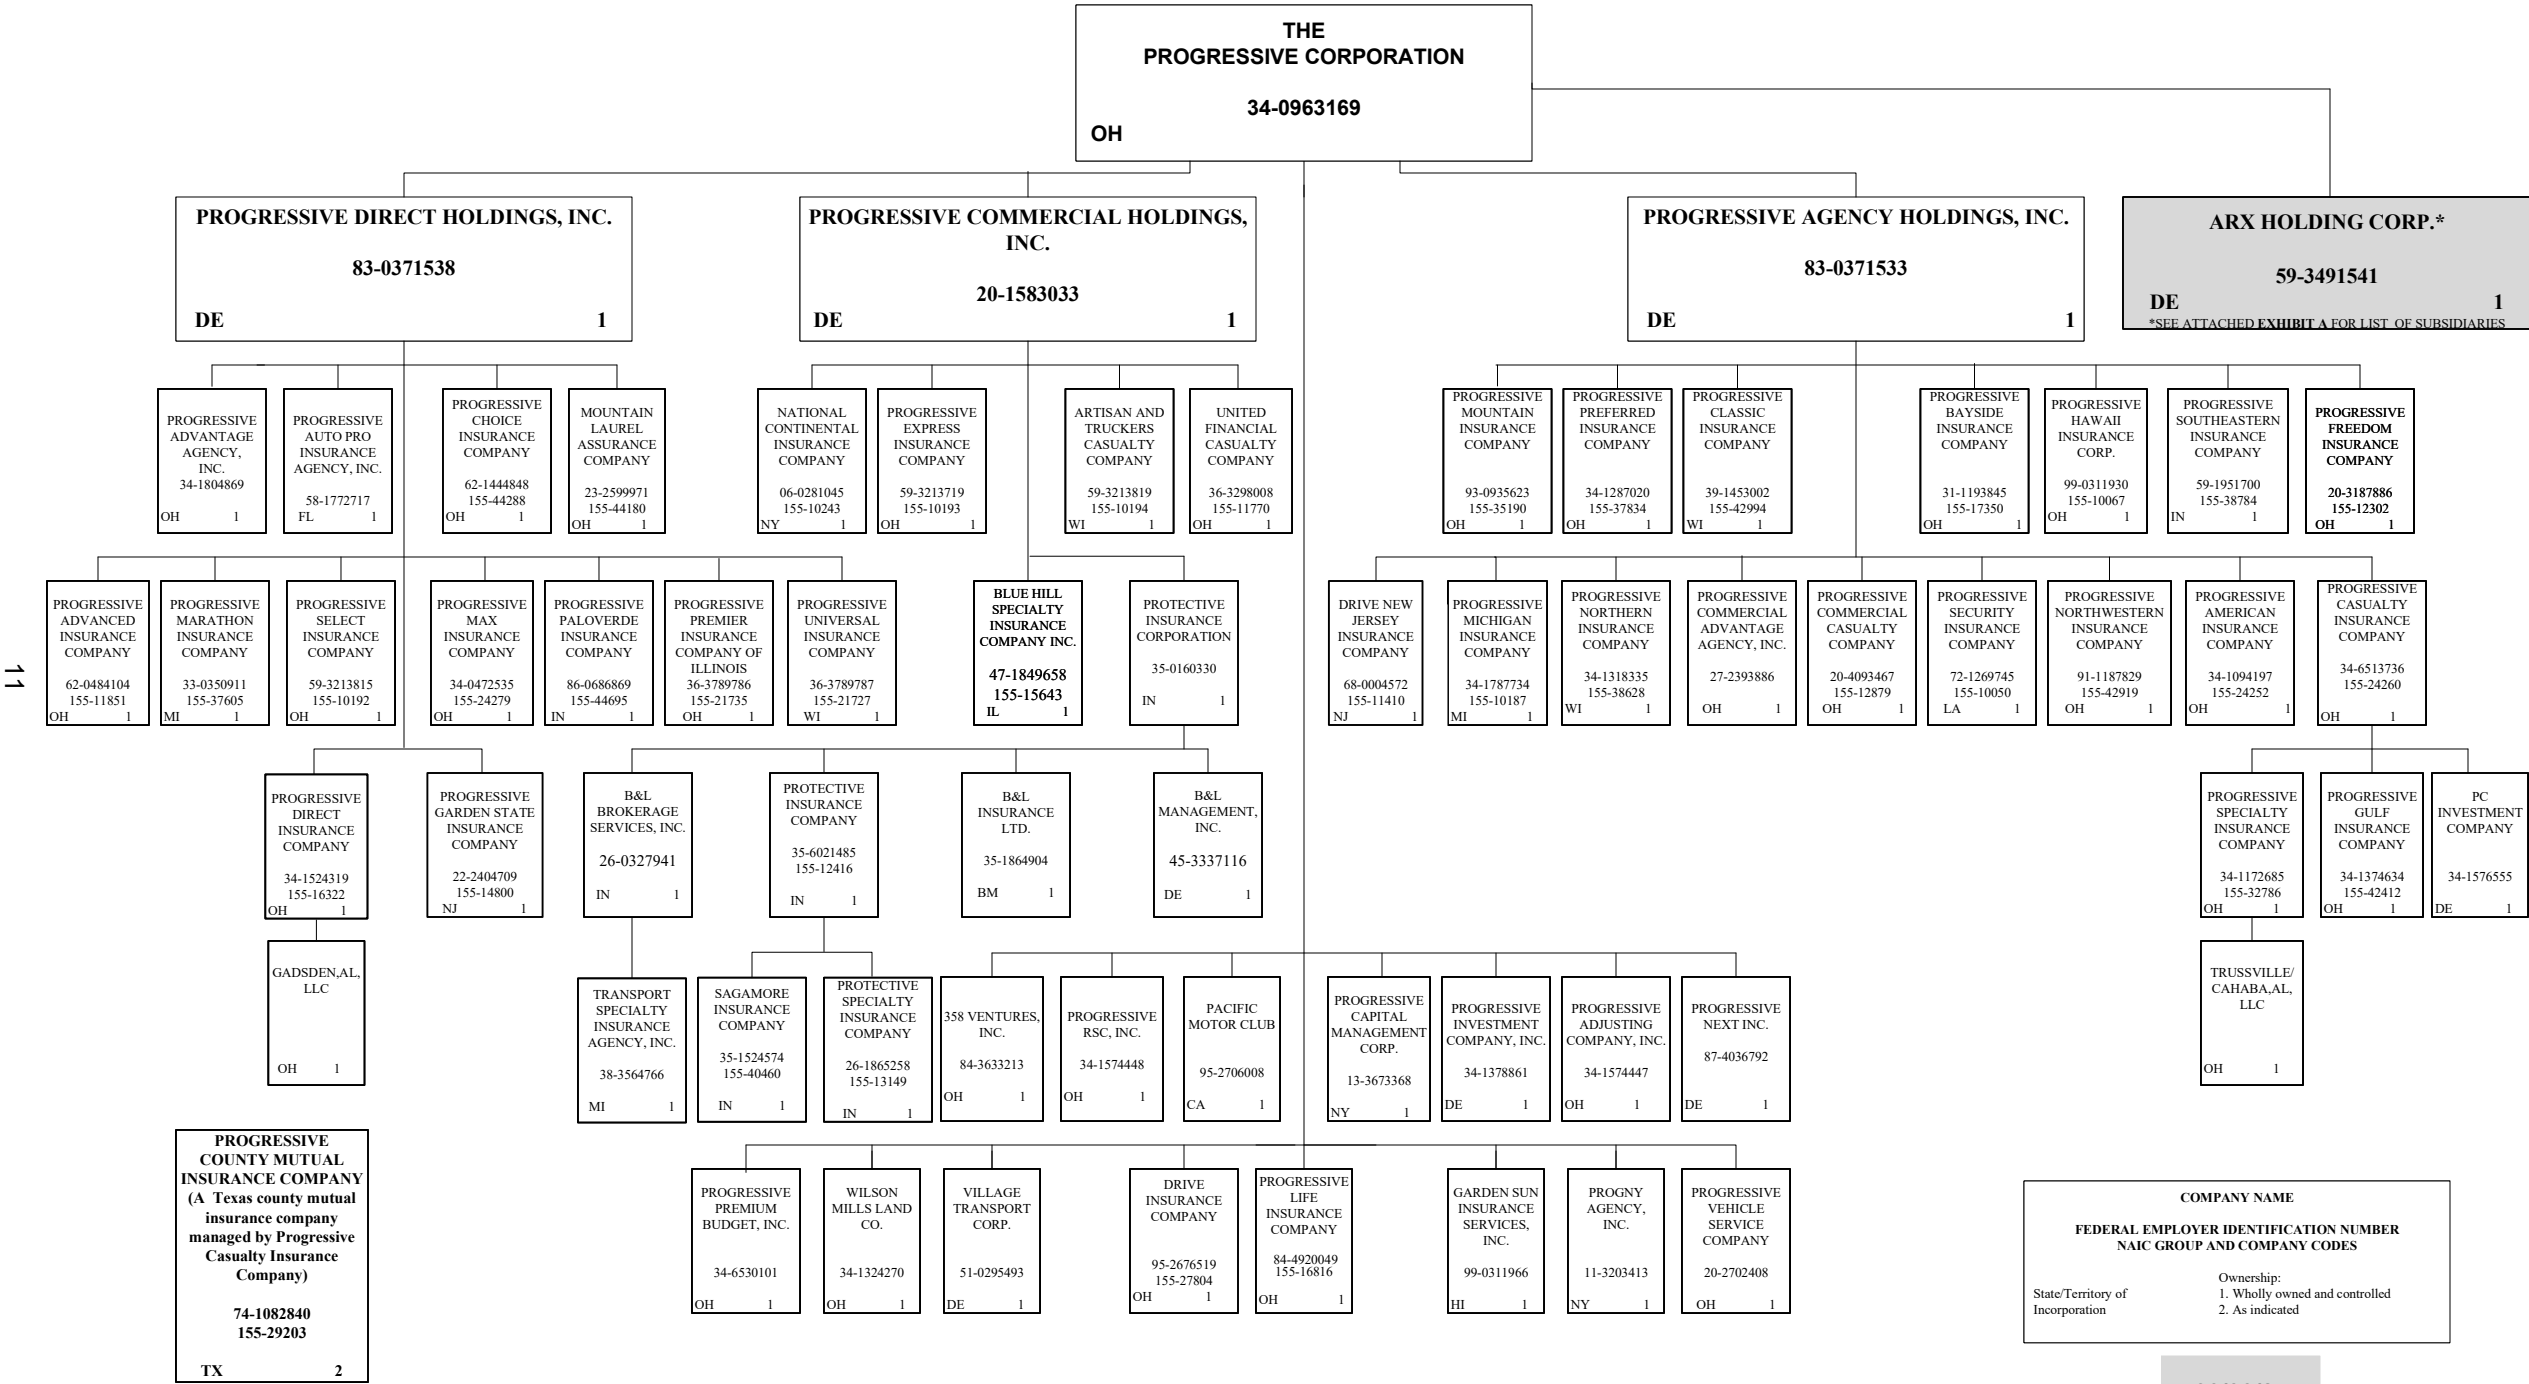 THE
PROGRESSIVE CORPORATION
34-0963169
OH
PROGRESSIVE DIRECT HOLDINGS, INC.
83-0371538
DE 1
PROGRESSIVE COMMERCIAL HOLDINGS,
INC.
20-1583033
DE 1
PROGRESSIVE AGENCY HOLDINGS, INC.
83-0371533
DE 1
ARX HOLDING CORP.*
59-3491541
DE 1
*SEE ATTACHED EXHIBIT A FOR LIST OF SUBSIDIARIES
PROGRESSIVE
ADVANTAGE
AGENCY,
INC.
34-1804869
OH 1
PROGRESSIVE
AUTO PRO
INSURANCE
AGENCY, INC.
58-1772717
FL 1
PROGRESSIVE
CHOICE
INSURANCE
COMPANY
62-1444848
155-44288
OH 1
MOUNTAIN
LAUREL
ASSURANCE
COMPANY
23-2599971
155-44180
OH 1
NATIONAL
CONTINENTAL
INSURANCE
COMPANY
06-0281045
155-10243
NY 1
PROGRESSIVE
EXPRESS
INSURANCE
COMPANY
59-3213719
155-10193
OH 1
ARTISAN AND
TRUCKERS
CASUALTY
COMPANY
59-3213819
155-10194
WI 1
UNITED
FINANCIAL
CASUALTY
COMPANY
36-3298008
155-11770
OH 1
PROGRESSIVE
MOUNTAIN
INSURANCE
COMPANY
93-0935623
155-35190
OH 1
PROGRESSIVE
PREFERRED
INSURANCE
COMPANY
34-1287020
155-37834
OH 1
PROGRESSIVE
CLASSIC
INSURANCE
COMPANY
39-1453002
155-42994
WI 1
PROGRESSIVE
BAYSIDE
INSURANCE
COMPANY
31-1193845
155-17350
OH 1
PROGRESSIVE
HAWAII
INSURANCE
CORP.
99-0311930
155-10067
OH 1
PROGRESSIVE
SOUTHEASTERN
INSURANCE
COMPANY
59-1951700
155-38784
IN 1
PROGRESSIVE
FREEDOM
INSURANCE
COMPANY
20-3187886
155-12302
OH 1
PROGRESSIVE
ADVANCED
INSURANCE
COMPANY
62-0484104
155-11851
OH 1
PROGRESSIVE
MARATHON
INSURANCE
COMPANY
33-0350911
155-37605
MI 1
PROGRESSIVE
SELECT
INSURANCE
COMPANY
59-3213815
155-10192
OH 1
PROGRESSIVE
MAX
INSURANCE
COMPANY
34-0472535
155-24279
OH 1
PROGRESSIVE
PALOVERDE
INSURANCE
COMPANY
86-0686869
155-44695
IN 1
PROGRESSIVE
PREMIER
INSURANCE
COMPANY OF
ILLINOIS
36-3789786
155-21735
OH 1
PROGRESSIVE
UNIVERSAL
INSURANCE
COMPANY
36-3789787
155-21727
WI 1
BLUE HILL
SPECIALTY
INSURANCE
COMPANY INC.
47-1849658
155-15643
IL 1
PROTECTIVE
INSURANCE
CORPORATION
35-0160330
IN 1
DRIVE NEW
JERSEY
INSURANCE
COMPANY
68-0004572
155-11410
NJ 1
PROGRESSIVE
MICHIGAN
INSURANCE
COMPANY
34-1787734
155-10187
MI 1
PROGRESSIVE
NORTHERN
INSURANCE
COMPANY
34-1318335
155-38628
WI 1
PROGRESSIVE
COMMERCIAL
ADVANTAGE
AGENCY, INC.
27-2393886
OH 1
PROGRESSIVE
COMMERCIAL
CASUALTY
COMPANY
20-4093467
155-12879
OH 1
PROGRESSIVE
SECURITY
INSURANCE
COMPANY
72-1269745
155-10050
LA 1
PROGRESSIVE
NORTHWESTERN
INSURANCE
COMPANY
91-1187829
155-42919
OH 1
PROGRESSIVE
AMERICAN
INSURANCE
COMPANY
34-1094197
155-24252
OH 1
PROGRESSIVE
CASUALTY
INSURANCE
COMPANY
34-6513736
155-24260
OH 1
11
PROGRESSIVE
DIRECT
INSURANCE
COMPANY
34-1524319
155-16322
OH 1
PROGRESSIVE
GARDEN STATE
INSURANCE
COMPANY
22-2404709
155-14800
NJ 1
B&L
BROKERAGE
SERVICES, INC.
26-0327941
IN 1
PROTECTIVE
INSURANCE
COMPANY
35-6021485
155-12416
IN 1
B&L
INSURANCE
LTD.
35-1864904
BM 1
B&L
MANAGEMENT,
INC.
45-3337116
DE 1
PROGRESSIVE
SPECIALTY
INSURANCE
COMPANY
34-1172685
155-32786
OH 1
PROGRESSIVE
GULF
INSURANCE
COMPANY
34-1374634
155-42412
OH 1
PC
INVESTMENT
COMPANY
34-1576555
DE 1
GADSDEN,AL,
LLC
OH 1
TRANSPORT
SPECIALTY
INSURANCE
AGENCY, INC.
38-3564766
MI 1
SAGAMORE
INSURANCE
COMPANY
35-1524574
155-40460
IN 1
PROTECTIVE
SPECIALTY
INSURANCE
COMPANY
26-1865258
155-13149
IN 1
358 VENTURES,
INC.
84-3633213
OH 1
PROGRESSIVE
RSC, INC.
34-1574448
OH 1
PACIFIC
MOTOR CLUB
95-2706008
CA 1
PROGRESSIVE
CAPITAL
MANAGEMENT
CORP.
13-3673368
NY 1
PROGRESSIVE
INVESTMENT
COMPANY, INC.
34-1378861
DE 1
PROGRESSIVE
ADJUSTING
COMPANY, INC.
34-1574447
OH 1
PROGRESSIVE
NEXT INC.
87-4036792
DE 1
TRUSSVILLE/
CAHABA,AL,
LLC
OH 1
PROGRESSIVE
COUNTY MUTUAL
INSURANCE COMPANY
(A Texas county mutual
insurance company
managed by Progressive
Casualty Insurance
Company)
74-1082840
155-29203
TX 2
PROGRESSIVE
PREMIUM
BUDGET, INC.
34-6530101
OH 1
WILSON
MILLS LAND
CO.
34-1324270
OH 1
VILLAGE
TRANSPORT
CORP.
51-0295493
DE 1
DRIVE
INSURANCE
COMPANY
95-2676519
155-27804
OH 1
PROGRESSIVE
LIFE
INSURANCE
COMPANY
84-4920049
155-16816
OH 1
GARDEN SUN
INSURANCE
SERVICES,
INC.
99-0311966
HI 1
PROGNY
AGENCY,
INC.
11-3203413
NY 1
PROGRESSIVE
VEHICLE
SERVICE
COMPANY
20-2702408
OH 1
COMPANY NAME
FEDERAL EMPLOYER IDENTIFICATION NUMBER
NAIC GROUP AND COMPANY CODES
Ownership:
State/Territory of 1. Wholly owned and controlled
Incorporation 2. As indicated